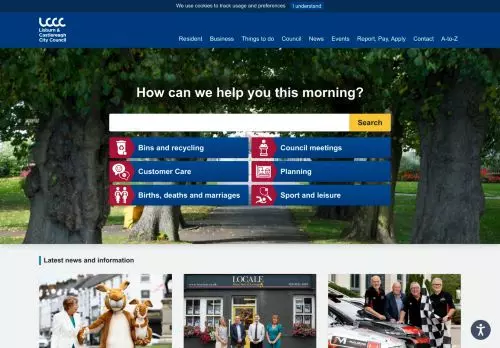 We use cookies to track usage and preferences
I understand
LCCC
Lisburn &
Castlereagh
City Council
Resident
Business
Things to do
Council
News
Events
Report, Pay, Apply
Contact
A-to-Z
How can we help you this morning?
Search
Bins and recycling
Council meetings
Customer Care
Planning
Births, deaths and marriages
Sport and leisure
Latest news and information
LOCALE